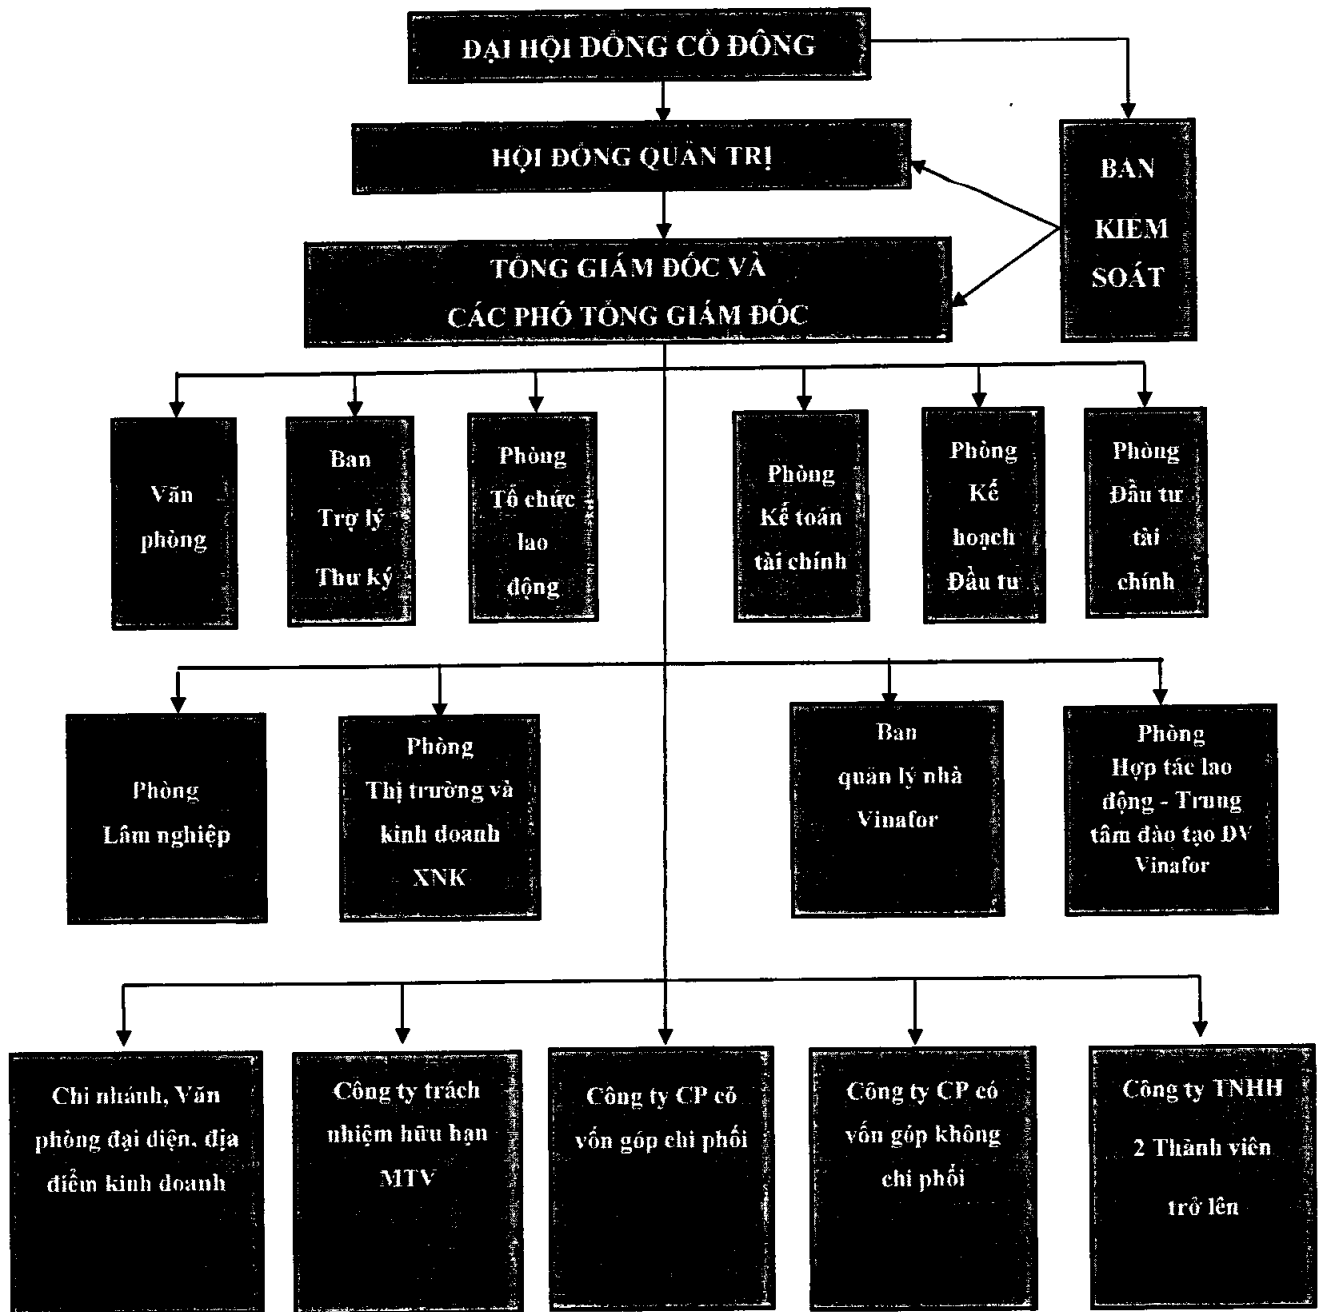 ĐẠI HỘI ĐỒNG CỔ ĐÔNG
HỘI ĐỒNG QUẢN TRỊ
BAN
KIỂM
SOÁT
TỔNG GIÁM ĐỐC VÀ
CÁC PHÓ TỔNG GIÁM ĐỐC
Văn
phòng
Ban
Trợ lý
Thư ký
Phòng
Tổ chức
lao
động
Phòng
Kế toán
tài chính
Phòng
Kế
hoạch
Đầu tư
Phòng
Đầu tư
tài
chính
Phòng
Lâm nghiệp
Phòng
Thị trường và
kinh doanh
XNK
Ban
quản lý nhà
Vinafor
Phòng
Hợp tác lao
động - Trung
tâm đào tạo ĐV
Vinafor
Chi nhánh, Văn
phòng đại diện, địa
điểm kinh doanh
Công ty trách
nhiệm hữu hạn
MTV
Công ty CP có
vốn góp chi phối
Công ty CP có
vốn góp không
chi phối
Công ty TNHH
2 Thành viên
trở lên